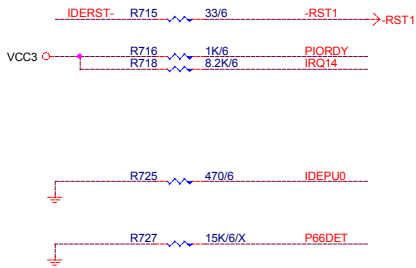 IDERST- R715 33/6 -RST1 -RST1
VCC3 R716 1K/6 PIORDY
R718 8.2K/6 IRQ14
R725 470/6 IDEPU0
R727 15K/6/X P66DET